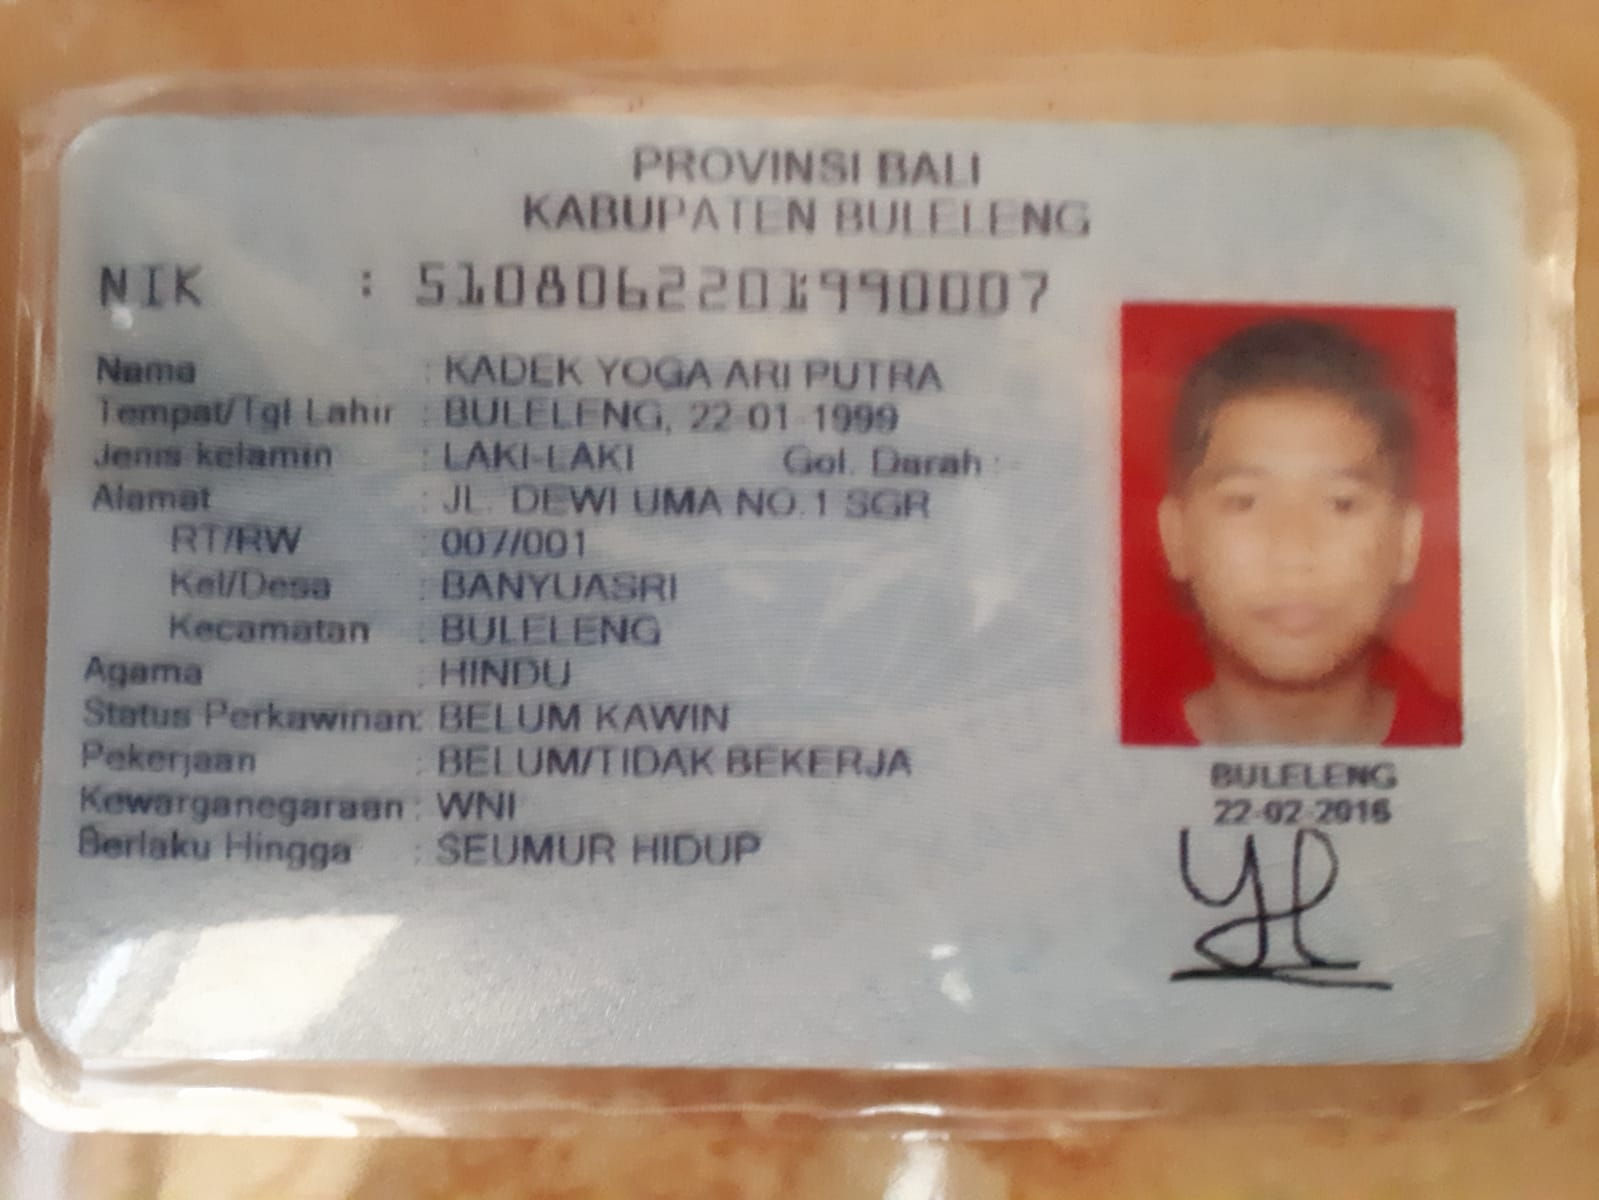 PROVINSI BALI
KABUPATEN BULELENG
NIK : 5108062201990007
Nama : KADEK YOGA ARI PUTRA
Tempat/Tgl Lahir : BULELENG, 22-01-1999
Jenis kelamin : LAKI-LAKI Gol. Darah : -
Alamat : JL. DEWI UMA NO.1 SGR
RT/RW : 007/001
Kel/Desa : BANYUASRI
Kecamatan : BULELENG
Agama : HINDU
Status Perkawinan: BELUM KAWIN
Pekerjaan : BELUM/TIDAK BEKERJA
Kewarganegaraan : WNI
Berlaku Hingga : SEUMUR HIDUP
BULELENG
22-02-2016